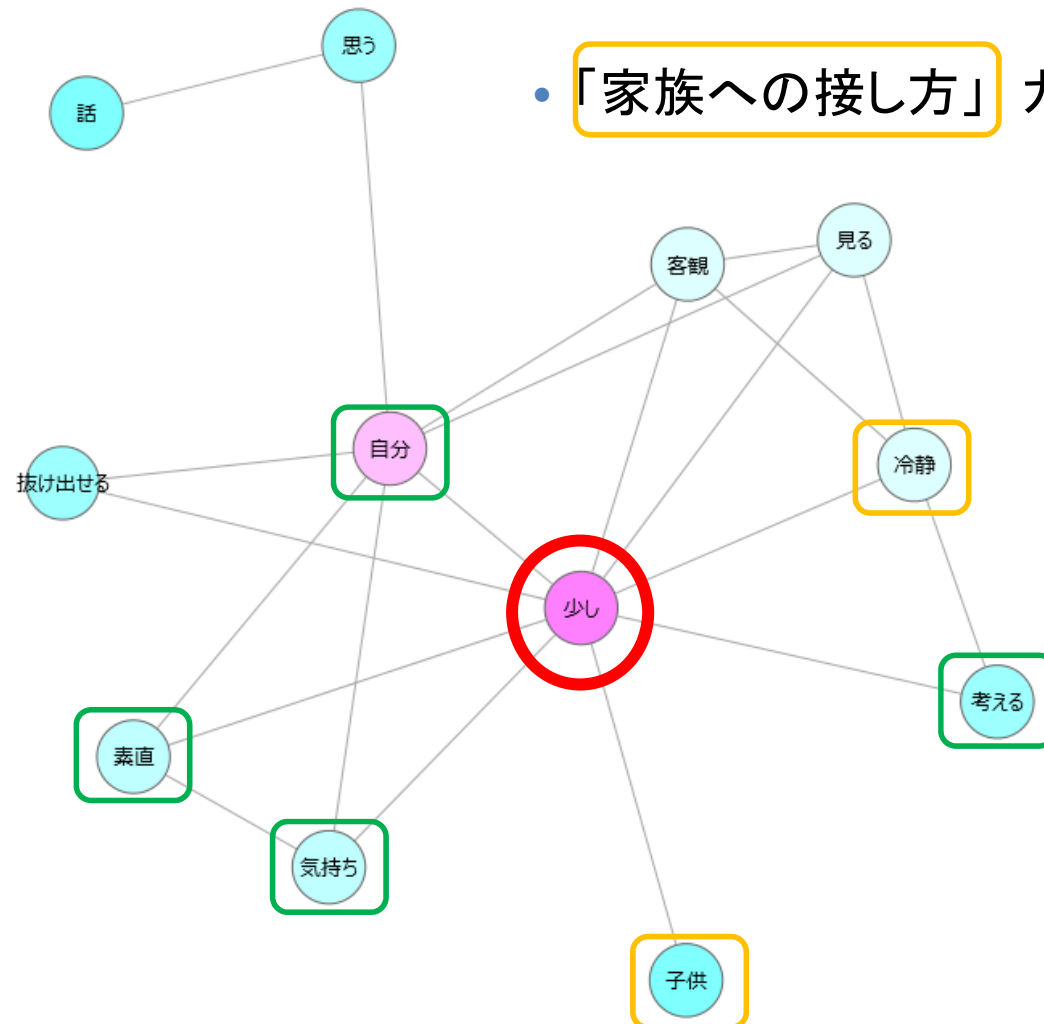 思う
話
• 「家族への接し方」
見る
客観
自分
冷静
抜け出せる
少し
考える
素直
気持ち
子供